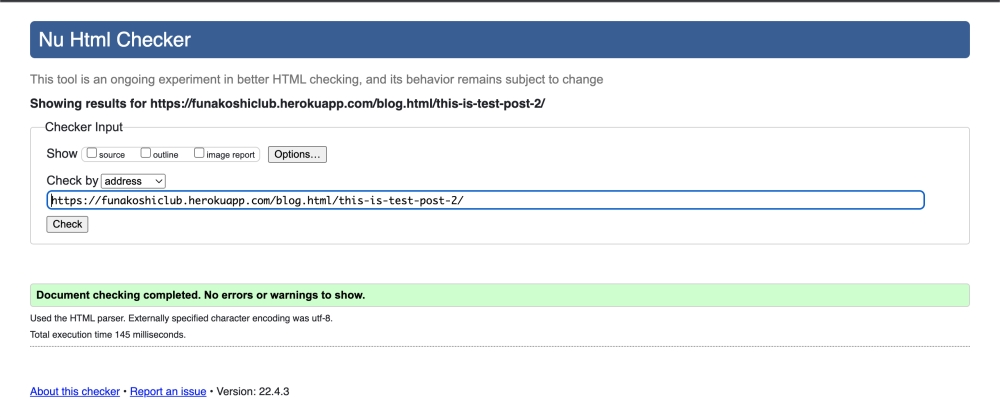 Nu Html Checker
This tool is an ongoing experiment in better HTML checking, and its behavior remains subject to change
Showing results for https://funakoshiclub.herokuapp.com/blog.html/this-is-test-post-2/
Checker Input
Show source outline image report Options...
Check by address
https://funakoshiclub.herokuapp.com/blog.html/this-is-test-post-2/
Check
Document checking completed. No errors or warnings to show.
Used the HTML parser. Externally specified character encoding was utf-8.
Total execution time 145 milliseconds.
About this checker • Report an issue • Version: 22.4.3